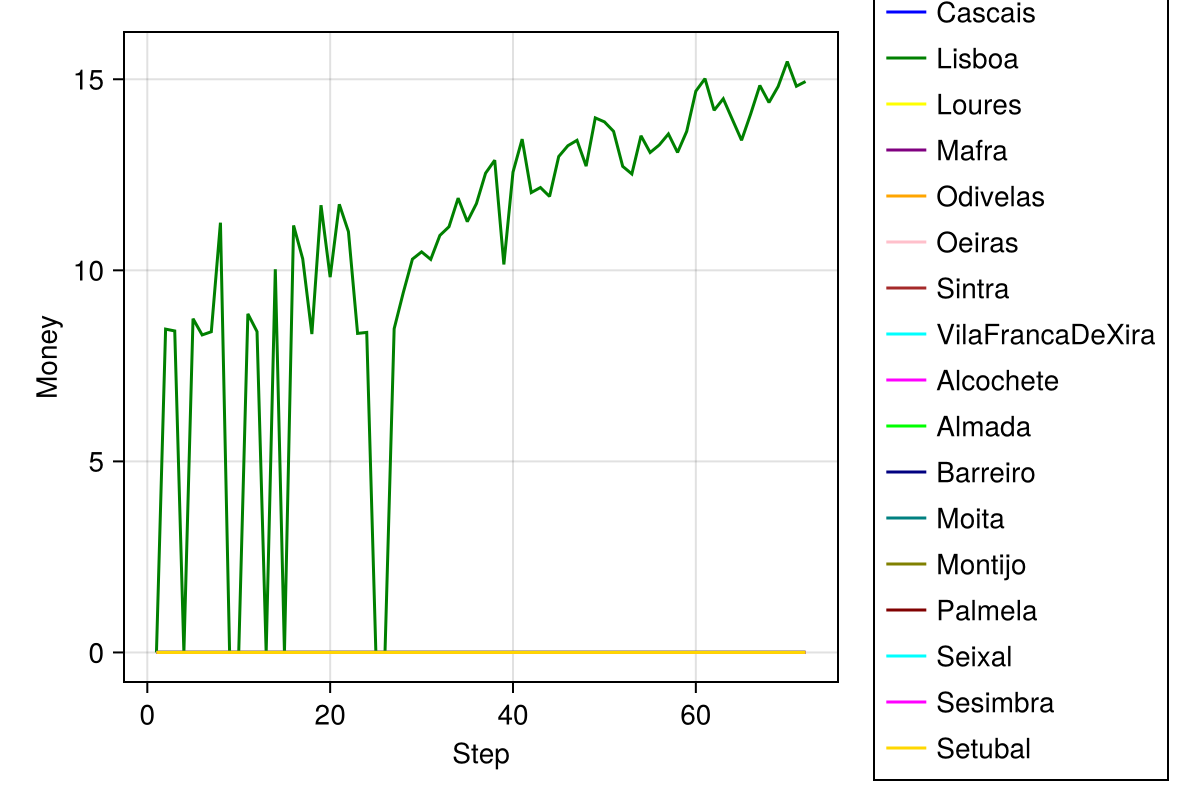 15
10
5
0
Money
0
20
40
60
Step
Cascais
Lisboa
Loures
Mafra
Odivelas
Oeiras
Sintra
VilaFrancaDeXira
Alcochete
Almada
Barreiro
Moita
Montijo
Palmela
Seixal
Sesimbra
Setubal